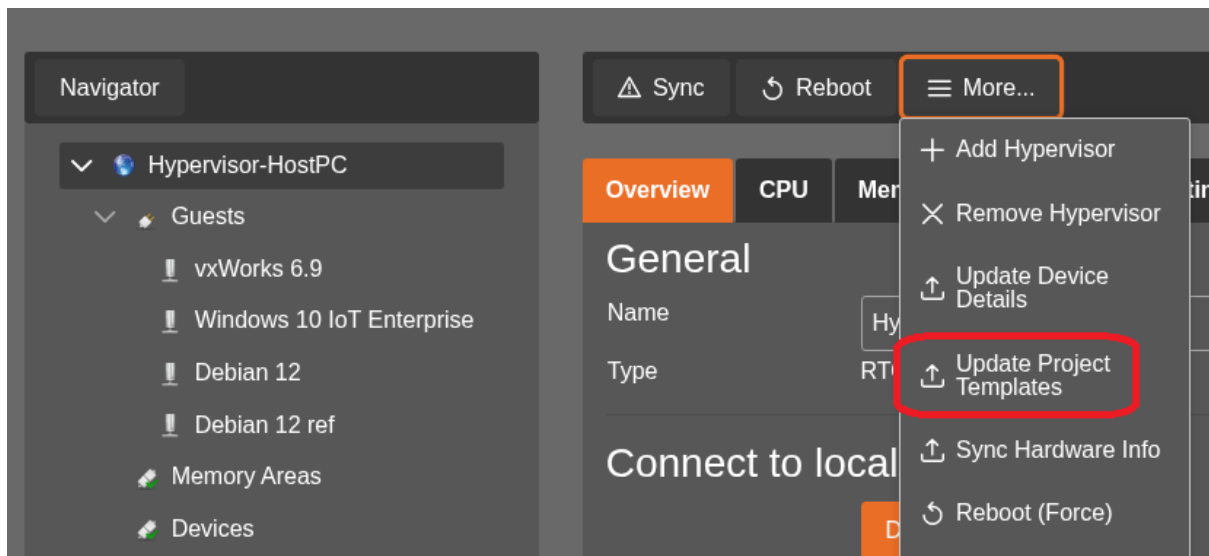 Navigator
Sync
Reboot
More...
Hypervisor-HostPC
Guests
vxWorks 6.9
Windows 10 IoT Enterprise
Debian 12
Debian 12 ref
Memory Areas
Devices
Overview
CPU
General
Name
Type
Connect to local
Add Hypervisor
Remove Hypervisor
Update Device
Details
Update Project
Templates
Sync Hardware Info
Reboot (Force)